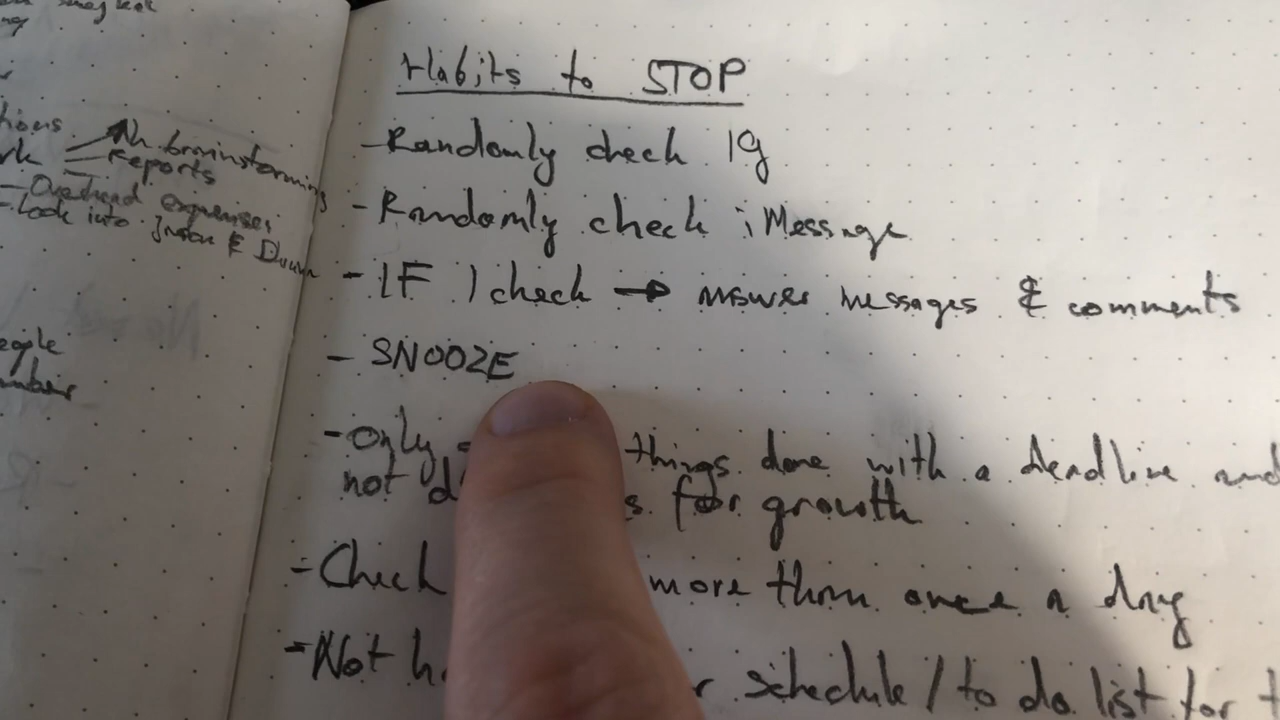 Habits to STOP
- Randomly check IG
- Randomly check iMessage
- IF I check → answer messages & comments
- SNOOZE
- Only things done with a deadline and
not for growth
- Check more than once a day
- Not schedule / to do list for
brainstorming
Reports
- Overhead expenses
- Look into &